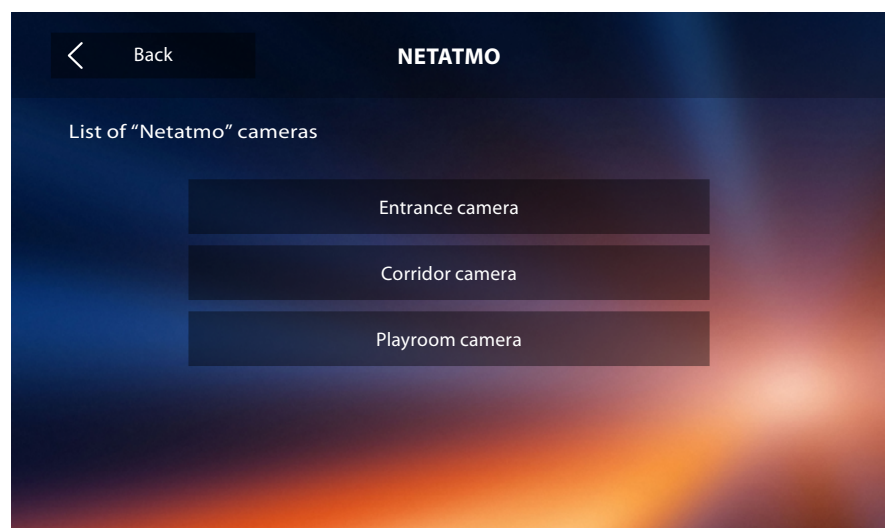 Back
NETATMO
List of “Netatmo” cameras
Entrance camera
Corridor camera
Playroom camera